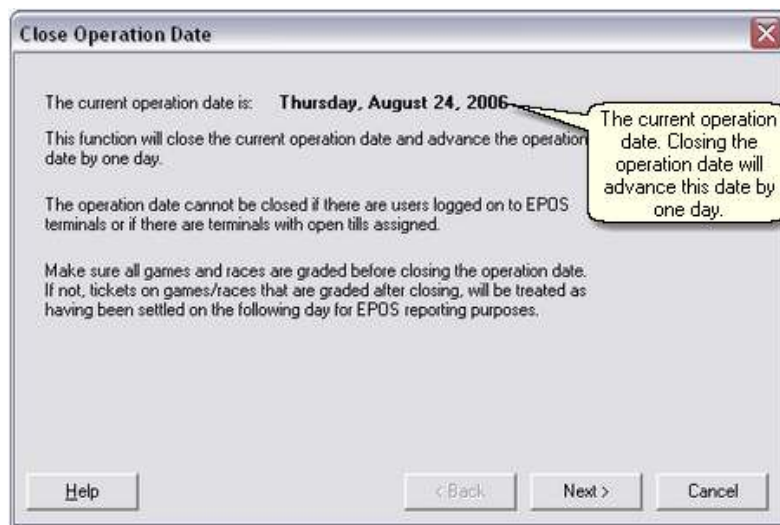 Close Operation Date
The current operation date is: Thursday, August 24, 2006
This function will close the current operation date and advance the operation
date by one day.
The operation date cannot be closed if there are users logged on to EPOS
terminals or if there are terminals with open tills assigned.
Make sure all games and races are graded before closing the operation date.
If not, tickets on games/races that are graded after closing, will be treated as
having been settled on the following day for EPOS reporting purposes.
The current operation
date. Closing the
operation date will
advance this date by
one day.
Help
< Back
Next >
Cancel